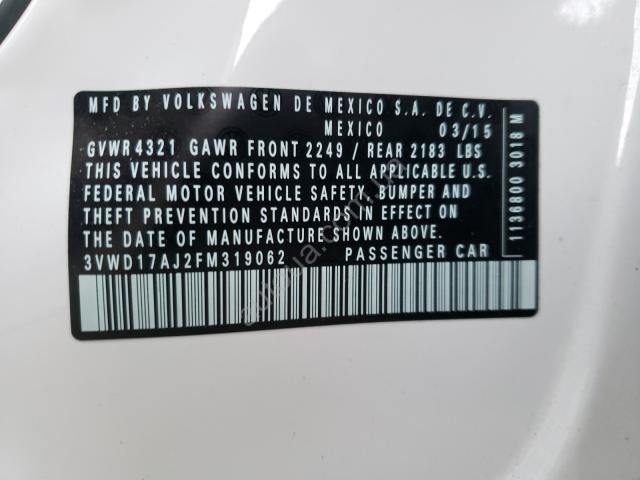 MFD BY VOLKSWAGEN DE MEXICO S.A. DE C.V.
MEXICO 03/15
GVWR 4321 GAWR FRONT 2249 / REAR 2183 LBS
THIS VEHICLE CONFORMS TO ALL APPLICABLE U.S.
FEDERAL MOTOR VEHICLE SAFETY, BUMPER AND
THEFT PREVENTION STANDARDS IN EFFECT ON
THE DATE OF MANUFACTURE SHOWN ABOVE.
3VWD17AJ2FM319062 PASSENGER CAR
1136800 3018 M